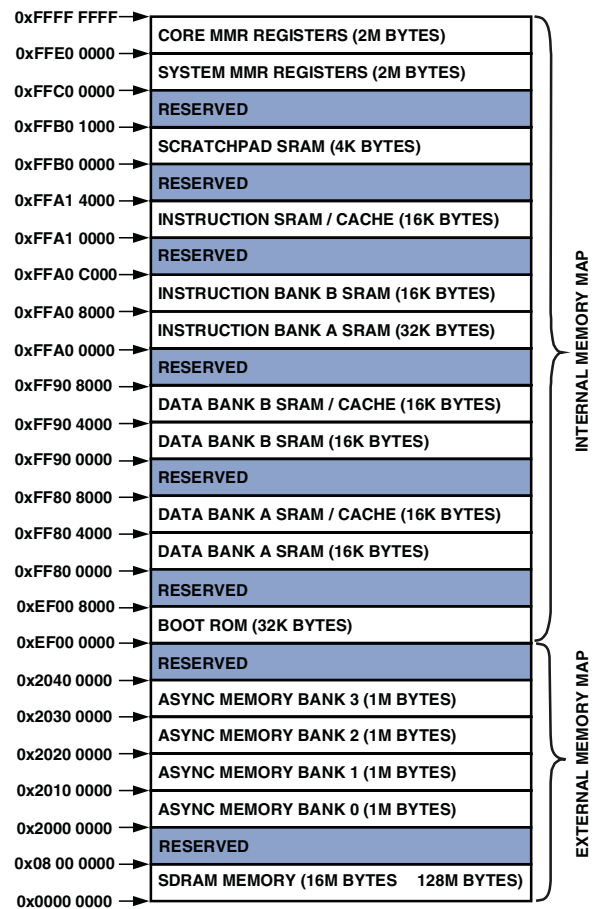 0xFFFF FFFF
CORE MMR REGISTERS (2M BYTES)
0xFFE0 0000
SYSTEM MMR REGISTERS (2M BYTES)
0xFFC0 0000
RESERVED
0xFFB0 1000
SCRATCHPAD SRAM (4K BYTES)
0xFFB0 0000
RESERVED
0xFFA1 4000
INSTRUCTION SRAM / CACHE (16K BYTES)
0xFFA1 0000
RESERVED
0xFFA0 C000
INSTRUCTION BANK B SRAM (16K BYTES)
0xFFA0 8000
INSTRUCTION BANK A SRAM (32K BYTES)
0xFFA0 0000
RESERVED
0xFF90 8000
DATA BANK B SRAM / CACHE (16K BYTES)
0xFF90 4000
DATA BANK B SRAM (16K BYTES)
0xFF90 0000
RESERVED
0xFF80 8000
DATA BANK A SRAM / CACHE (16K BYTES)
0xFF80 4000
DATA BANK A SRAM (16K BYTES)
0xFF80 0000
RESERVED
0xEF00 8000
BOOT ROM (32K BYTES)
0xEF00 0000
RESERVED
0x2040 0000
ASYNC MEMORY BANK 3 (1M BYTES)
0x2030 0000
ASYNC MEMORY BANK 2 (1M BYTES)
0x2020 0000
ASYNC MEMORY BANK 1 (1M BYTES)
0x2010 0000
ASYNC MEMORY BANK 0 (1M BYTES)
0x2000 0000
RESERVED
0x08 00 0000
SDRAM MEMORY (16M BYTES 128M BYTES)
0x0000 0000
INTERNAL MEMORY MAP
EXTERNAL MEMORY MAP